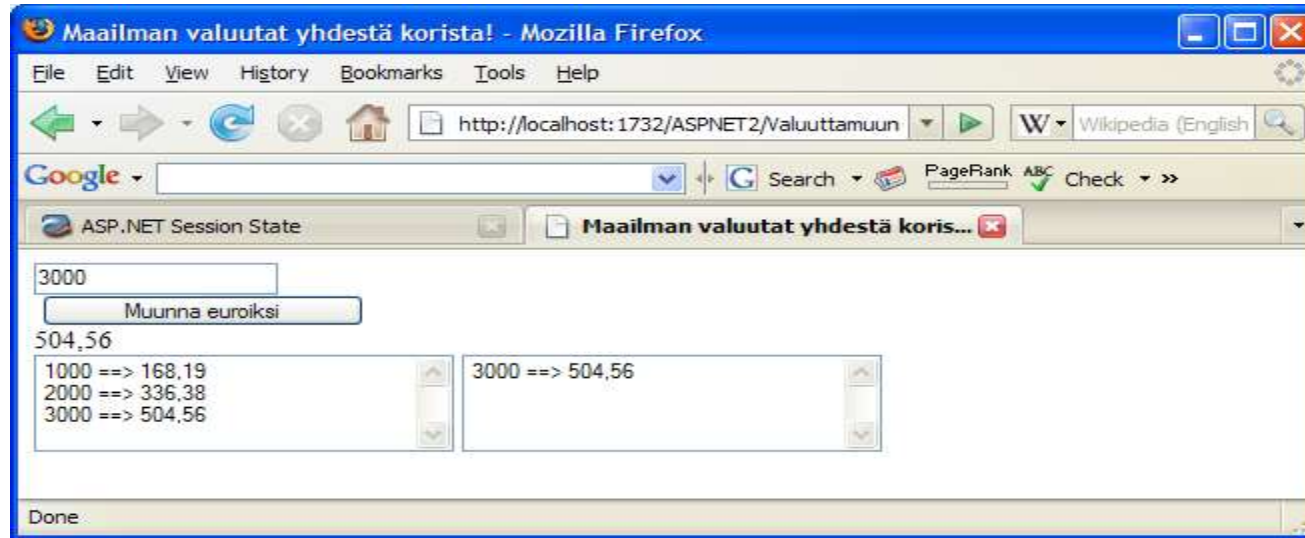 Maailman valuutat yhdestä korista! - Mozilla Firefox
File Edit View History Bookmarks Tools Help
http://localhost:1732/ASPNET2/Valuuttamuun W Wikipedia (English
Google G Search PageRank ABC Check »
ASP.NET Session State Maailman valuutat yhdestä koris...
3000
Muunna euroiksi
504,56
1000 ==> 168,19 3000 ==> 504,56
2000 ==> 336,38
3000 ==> 504,56
Done